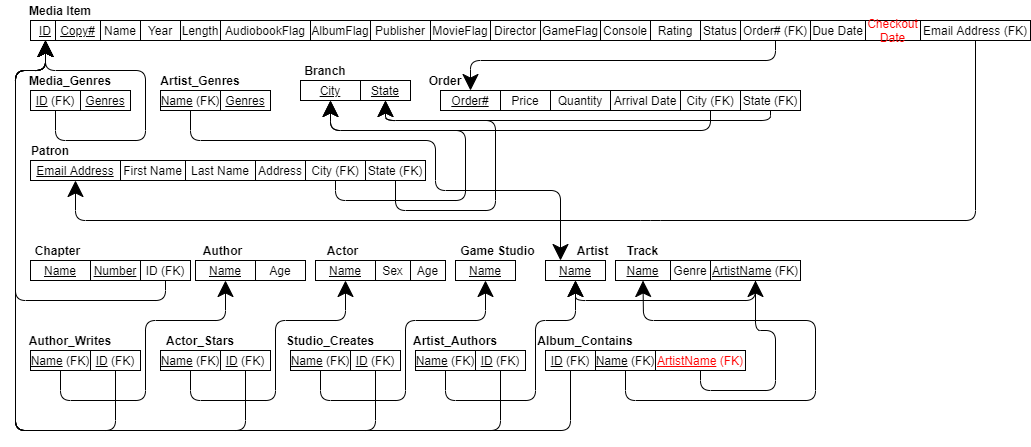 Media Item
ID Copy# Name Year Length AudiobookFlag AlbumFlag Publisher MovieFlag Director GameFlag Console Rating Status Order# (FK) Due Date Checkout Date Email Address (FK)
Media_Genres Artist_Genres Branch Order
ID (FK) Genres Name (FK) Genres City State Order# Price Quantity Arrival Date City (FK) State (FK)
Patron
Email Address First Name Last Name Address City (FK) State (FK)
Chapter Author Actor Game Studio Artist Track
Name Number ID (FK) Name Age Name Sex Age Name Name Name Genre ArtistName (FK)
Author_Writes Actor_Stars Studio_Creates Artist_Authors Album_Contains
Name (FK) ID (FK) Name (FK) ID (FK) Name (FK) ID (FK) Name (FK) ID (FK) ID (FK) Name (FK) ArtistName (FK)